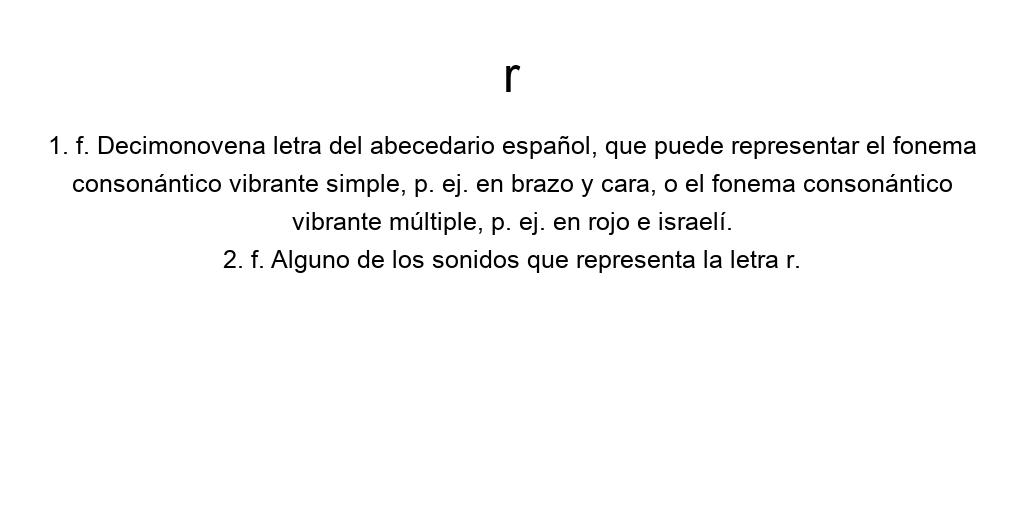 r
1. f. Decimonovena letra del abecedario español, que puede representar el fonema
consonántico vibrante simple, p. ej. en brazo y cara, o el fonema consonántico
vibrante múltiple, p. ej. en rojo e israelí.
2. f. Alguno de los sonidos que representa la letra r.